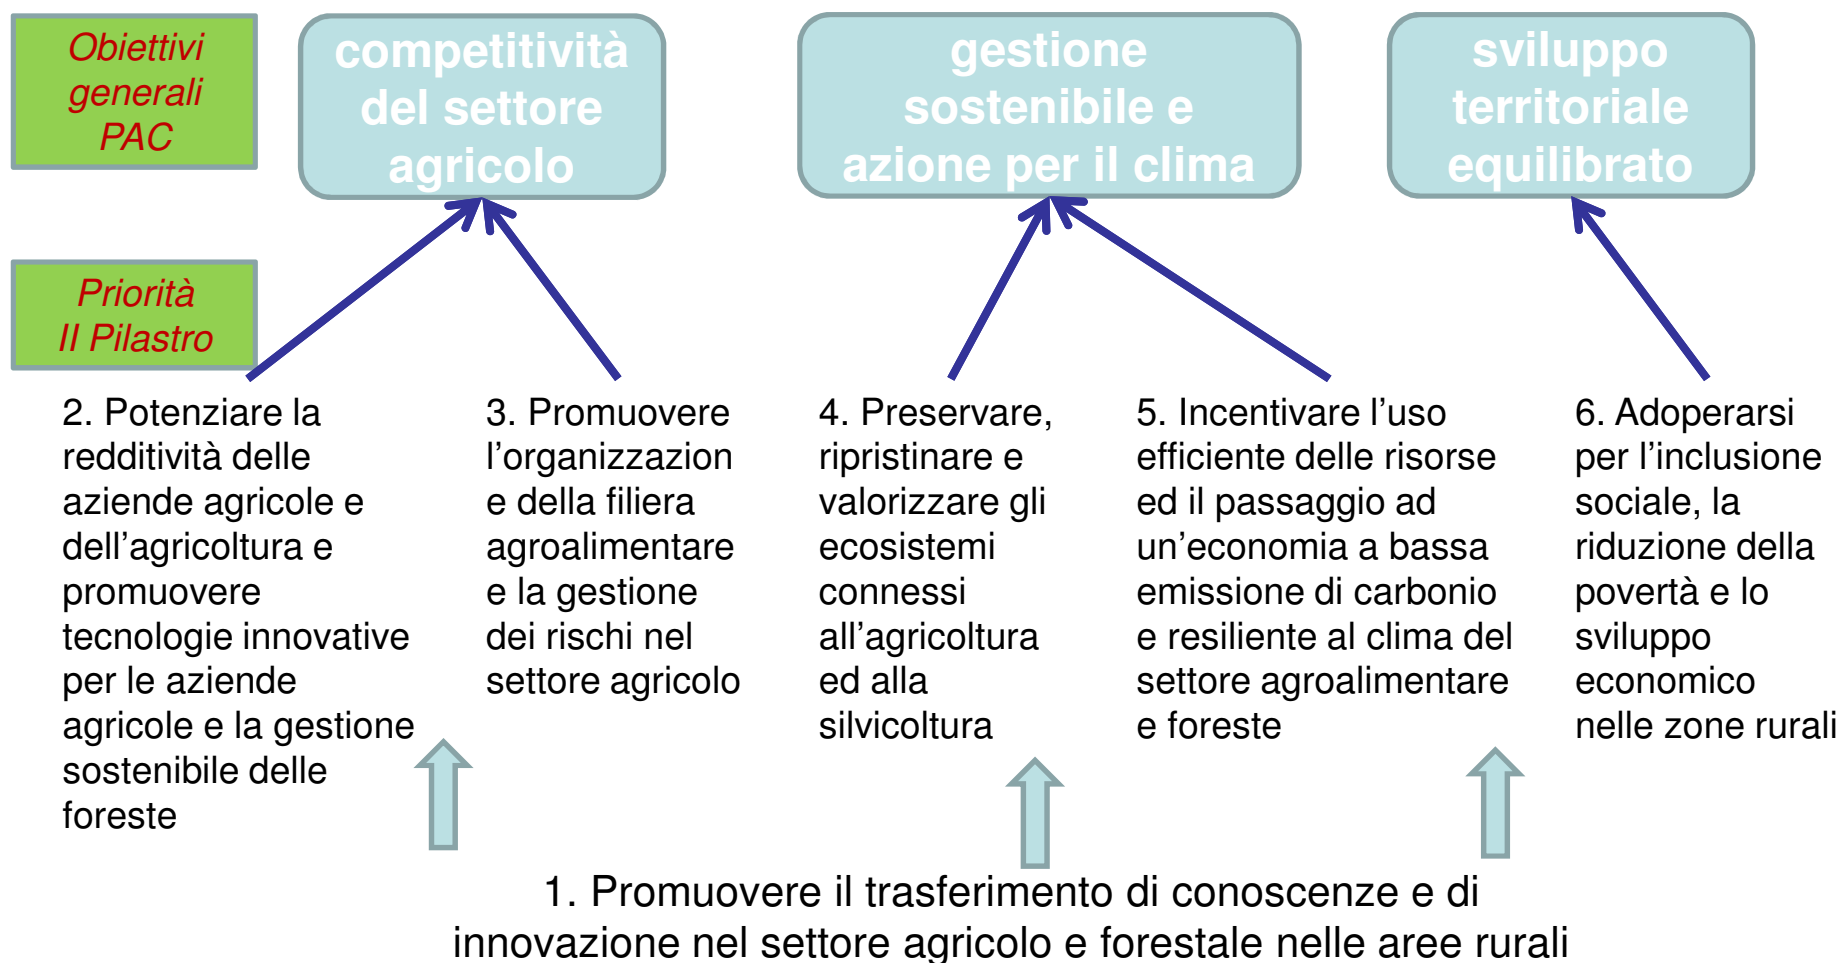 Obiettivi
generali
PAC
competitività
del settore
agricolo
gestione
sostenibile e
azione per il clima
sviluppo
territoriale
equilibrato
Priorità
II Pilastro
2. Potenziare la
redditività delle
aziende agricole e
dell’agricoltura e
promuovere
tecnologie innovative
per le aziende
agricole e la gestione
sostenibile delle
foreste
3. Promuovere
l’organizzazion
e della filiera
agroalimentare
e la gestione
dei rischi nel
settore agricolo
4. Preservare,
ripristinare e
valorizzare gli
ecosistemi
connessi
all’agricoltura
ed alla
silvicoltura
5. Incentivare l’uso
efficiente delle risorse
ed il passaggio ad
un’economia a bassa
emissione di carbonio
e resiliente al clima del
settore agroalimentare
e foreste
6. Adoperarsi
per l’inclusione
sociale, la
riduzione della
povertà e lo
sviluppo
economico
nelle zone rurali
1. Promuovere il trasferimento di conoscenze e di
innovazione nel settore agricolo e forestale nelle aree rurali